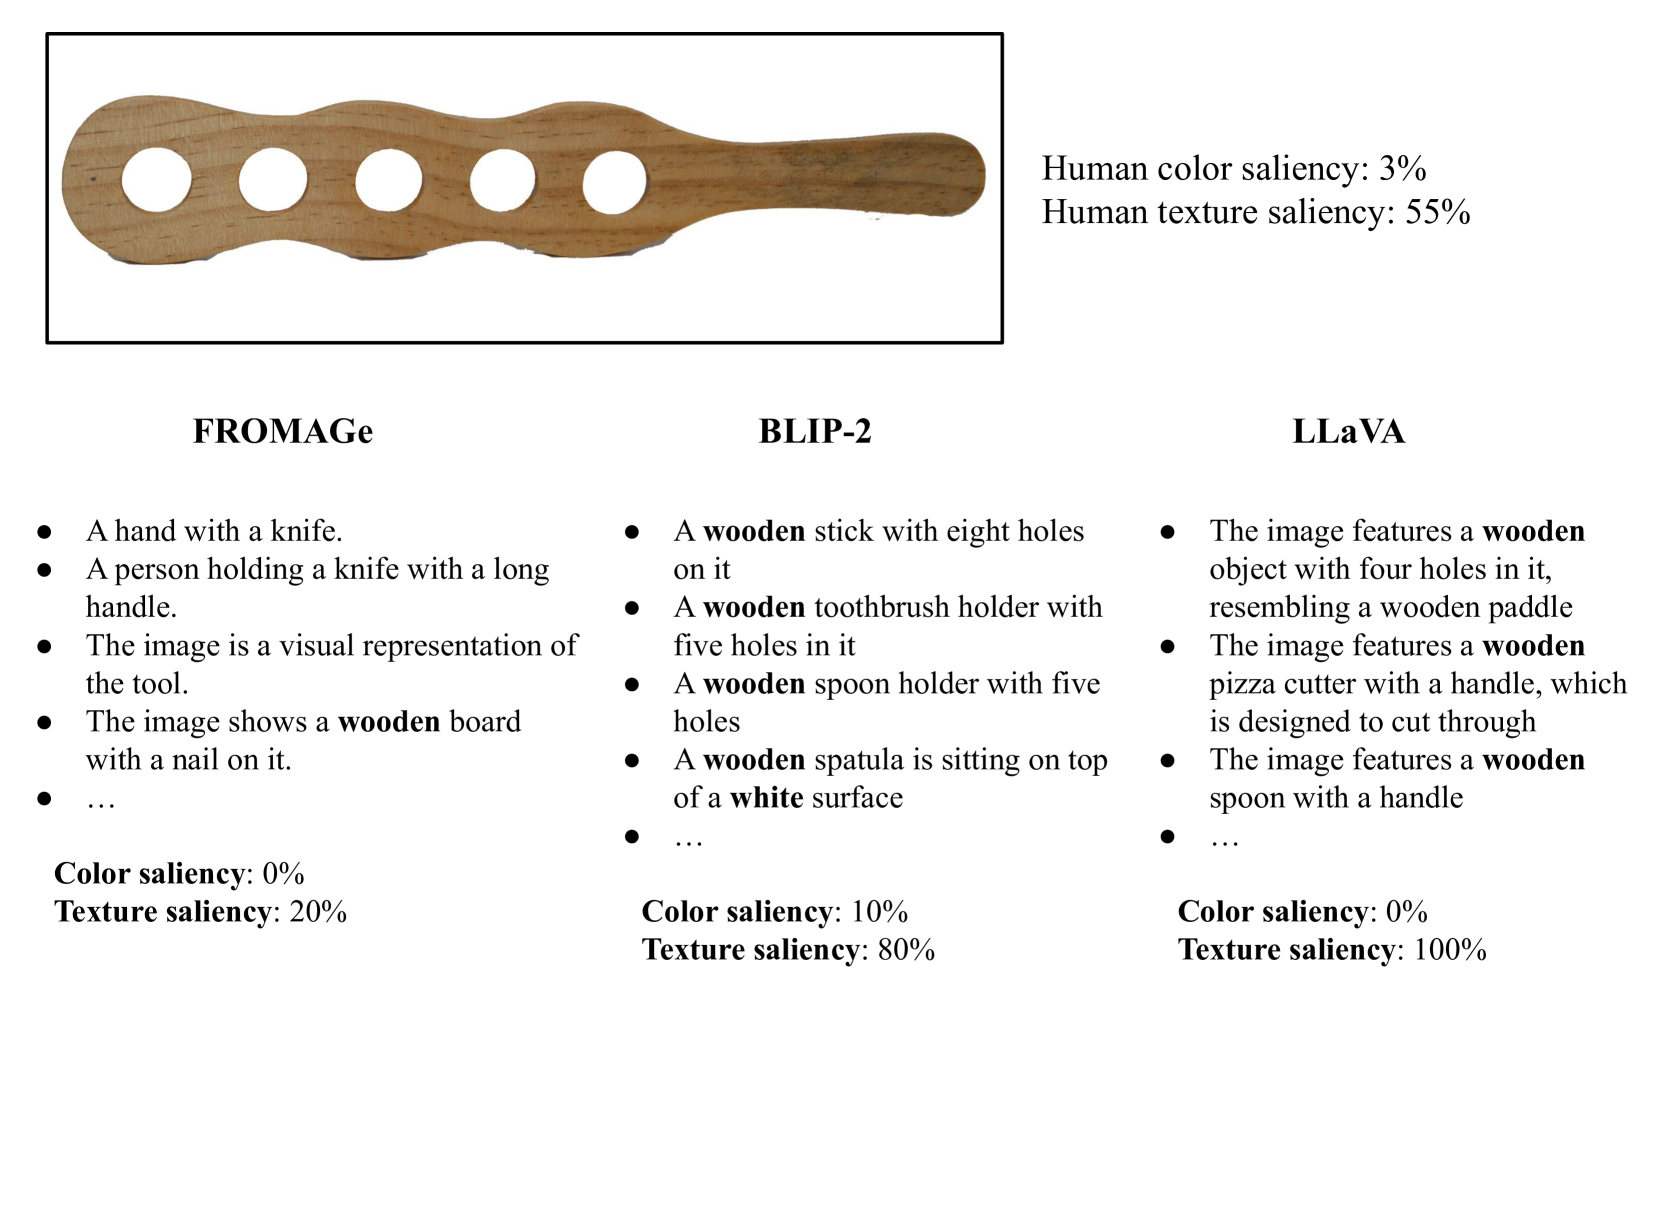 Human color saliency: 3%
Human texture saliency: 55%
FROMAGe
● A hand with a knife.
● A person holding a knife with a long
handle.
● The image is a visual representation of
the tool.
● The image shows a wooden board
with a nail on it.
● …
Color saliency: 0%
Texture saliency: 20%
BLIP-2
● A wooden stick with eight holes
on it
● A wooden toothbrush holder with
five holes in it
● A wooden spoon holder with five
holes
● A wooden spatula is sitting on top
of a white surface
● …
Color saliency: 10%
Texture saliency: 80%
LLaVA
● The image features a wooden
object with four holes in it,
resembling a wooden paddle
● The image features a wooden
pizza cutter with a handle, which
is designed to cut through
● The image features a wooden
spoon with a handle
● …
Color saliency: 0%
Texture saliency: 100%